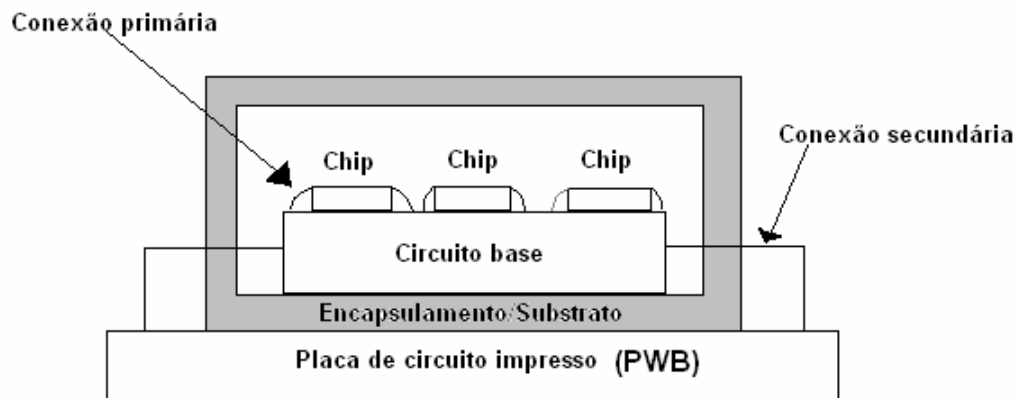 Conexão primária
Conexão secundária
Chip Chip Chip
Circuito base
Encapsulamento/Substrato
Placa de circuito impresso (PWB)